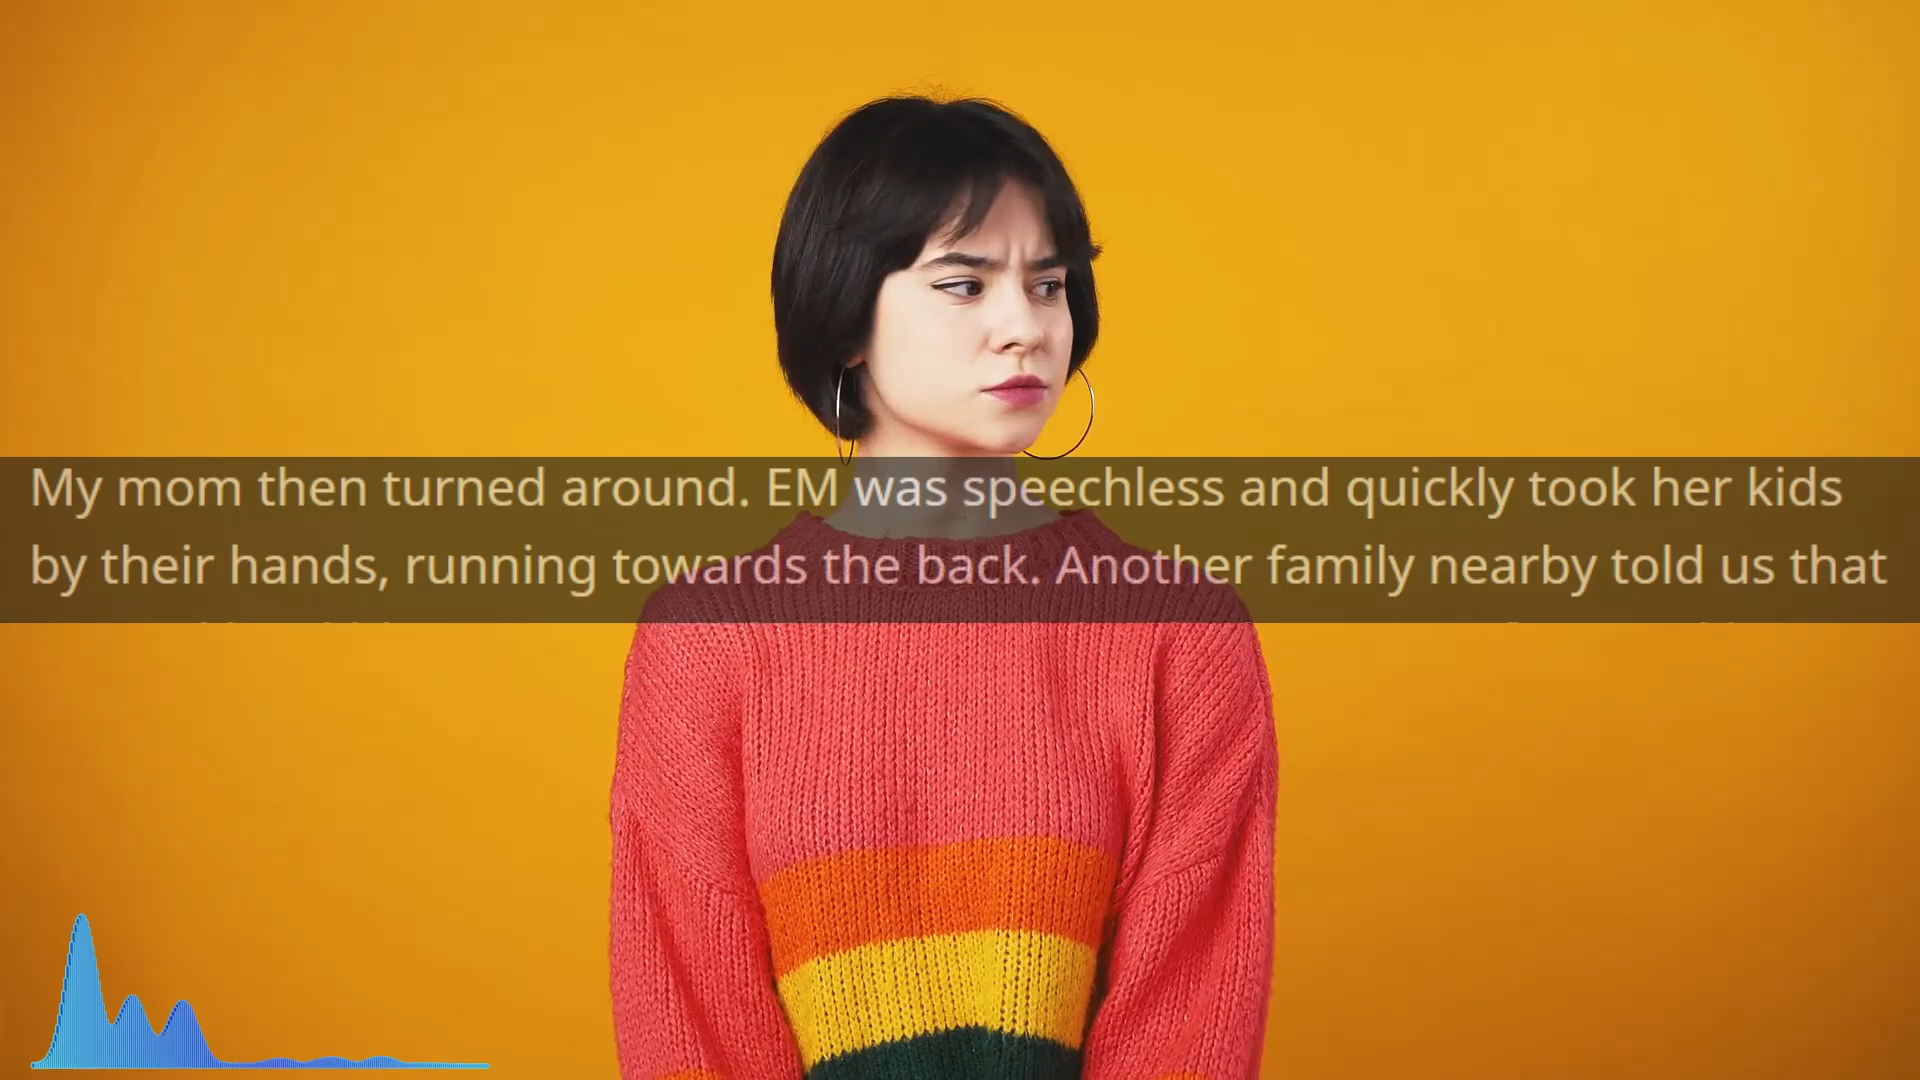 My mom then turned around. EM was speechless and quickly took her kids
by their hands, running towards the back. Another family nearby told us that